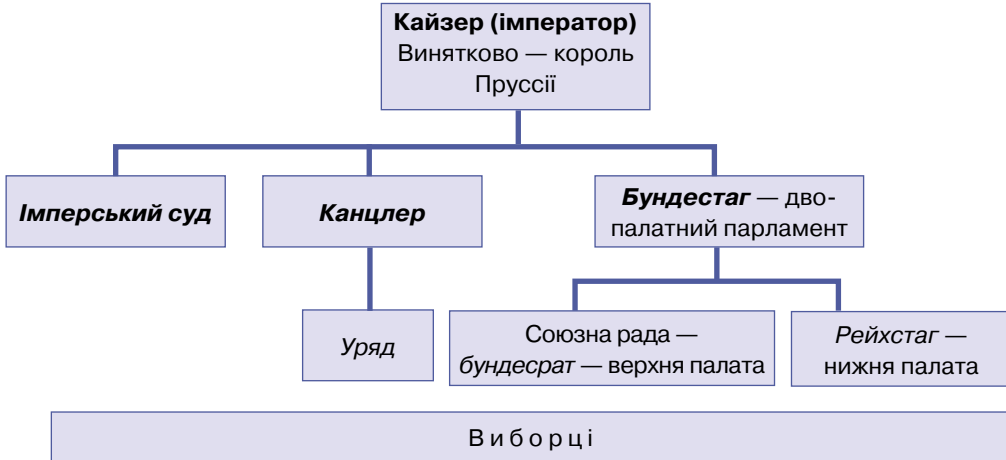 Кайзер (імператор)
Винятково — король
Пруссії
Імперський суд
Канцлер
Бундестаг — дво-
палатний парламент
Уряд
Союзна рада —
бундесрат — верхня палата
Рейхстаг —
нижня палата
Виборці